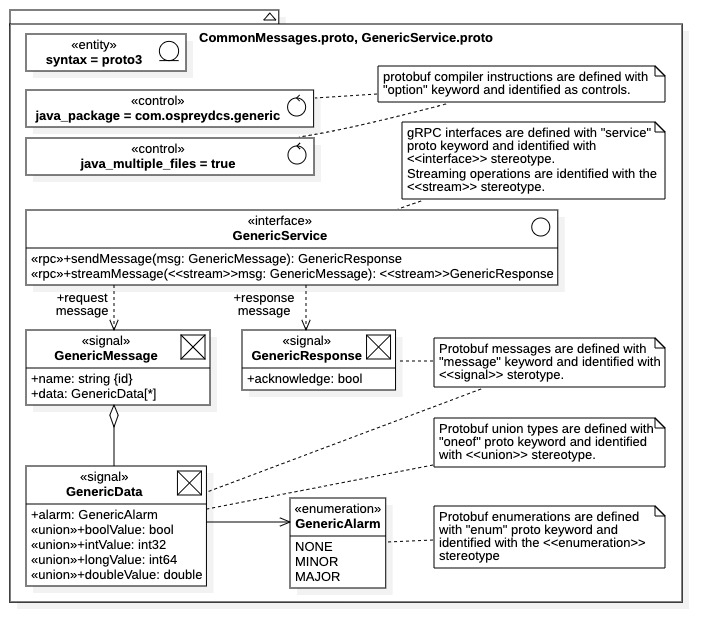 CommonMessages.proto, GenericService.proto
«entity»
syntax = proto3
protobuf compiler instructions are defined with
"option" keyword and identified as controls.
«control»
java_package = com.ospreydcs.generic
«control»
java_multiple_files = true
gRPC interfaces are defined with "service"
proto keyword and identified with
<<interface>> stereotype.
Streaming operations are identified with the
<<stream>> stereotype.
«interface»
GenericService
«rpc»+sendMessage(msg: GenericMessage): GenericResponse
«rpc»+streamMessage(<<stream>>msg: GenericMessage): <<stream>>GenericResponse
+request
message
+response
message
«signal»
GenericMessage
+name: string {id}
+data: GenericData[*]
«signal»
GenericResponse
+acknowledge: bool
Protobuf messages are defined with
"message" keyword and identified with
<<signal>> sterotype.
Protobuf union types are defined with
"oneof" proto keyword and identified
with <<union>> stereotype.
«signal»
GenericData
+alarm: GenericAlarm
«union»+boolValue: bool
«union»+intValue: int32
«union»+longValue: int64
«union»+doubleValue: double
«enumeration»
GenericAlarm
NONE
MINOR
MAJOR
Protobuf enumerations are defined
with "enum" proto keyword and
identified with the <<enumeration>>
stereotype